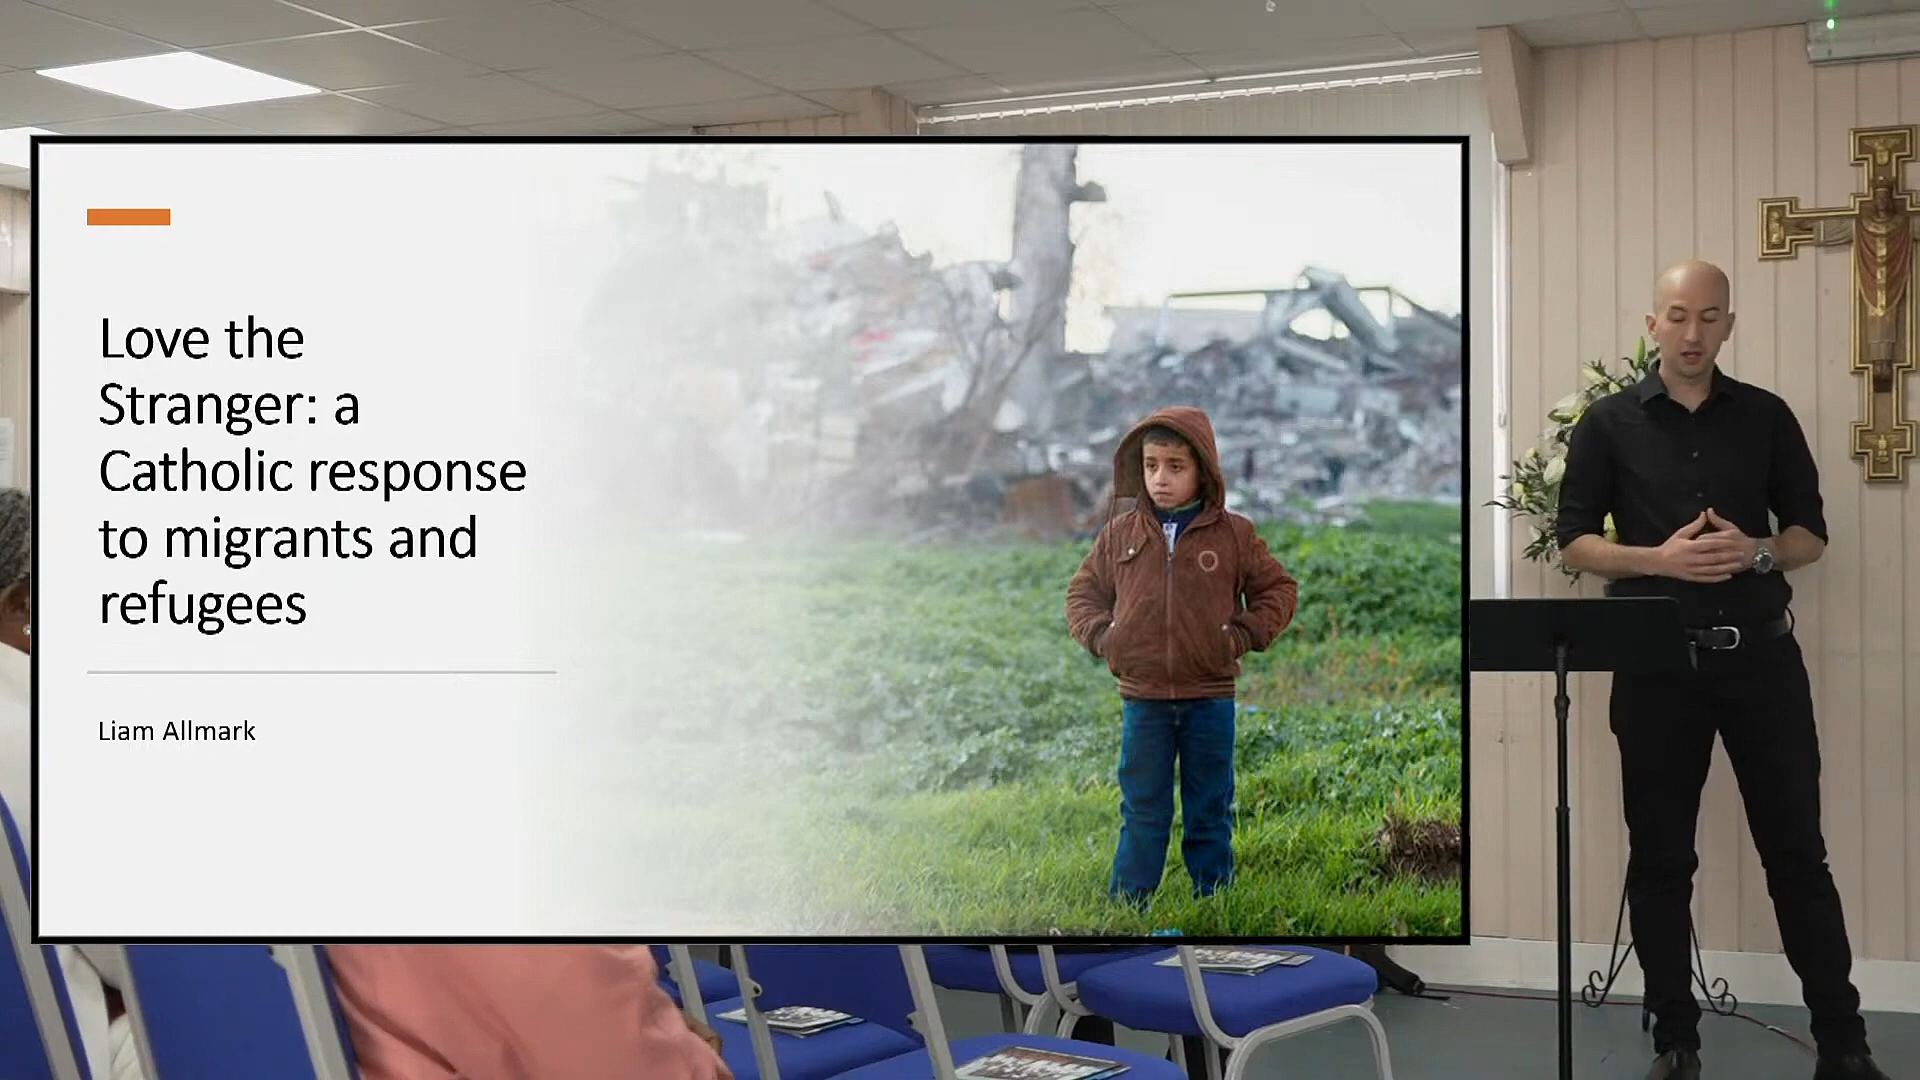 Love the
Stranger: a
Catholic response
to migrants and
refugees
Liam Allmark